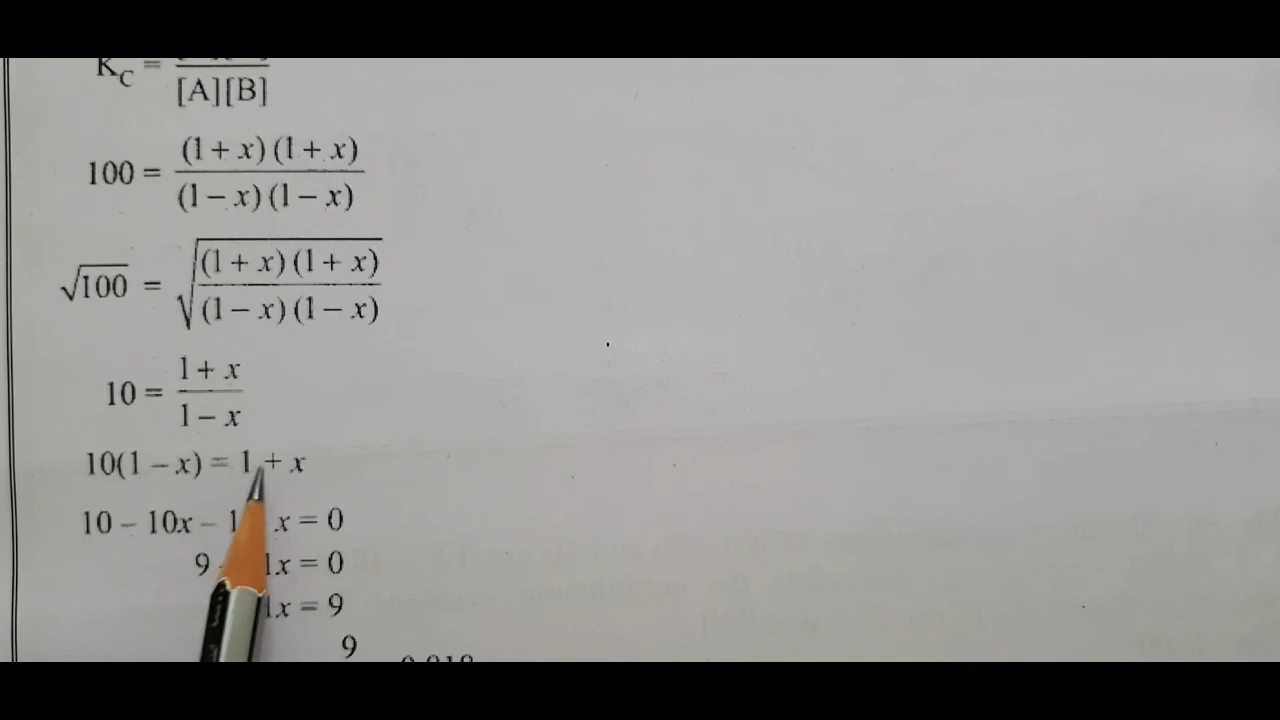 K_C = / [A][B]
100 = (1 + x) (1 + x) / (1 − x) (1 − x)
√100 = √((1 + x) (1 + x) / (1 − x) (1 − x))
10 = 1 + x / 1 − x
10(1 − x) = 1 + x
10 − 10x − 1 x = 0
9 1x = 0
1x = 9
9